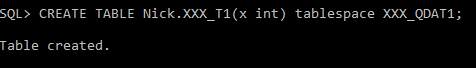 SQL> CREATE TABLE Nick.XXX_T1(x int) tablespace XXX_QDAT1;
Table created.